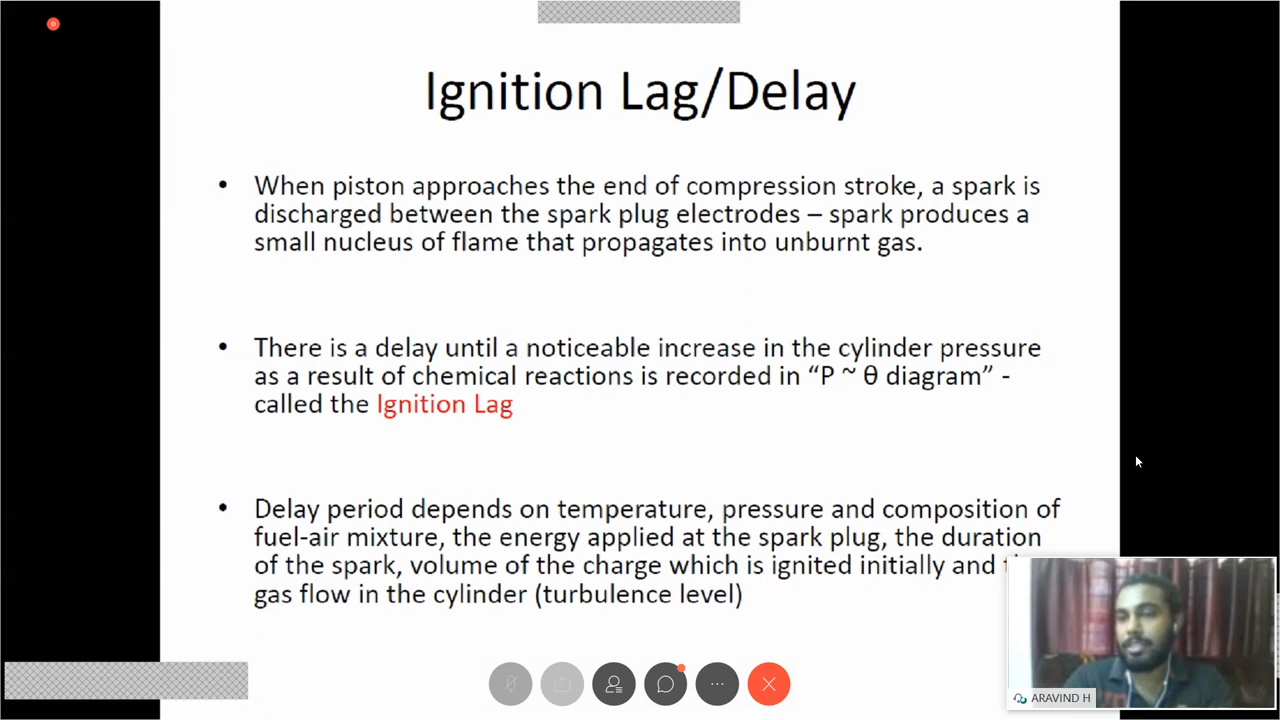 Ignition Lag/Delay
• When piston approaches the end of compression stroke, a spark is
discharged between the spark plug electrodes – spark produces a
small nucleus of flame that propagates into unburnt gas.
• There is a delay until a noticeable increase in the cylinder pressure
as a result of chemical reactions is recorded in “P ~ θ diagram” -
called the Ignition Lag
• Delay period depends on temperature, pressure and composition of
fuel-air mixture, the energy applied at the spark plug, the duration
of the spark, volume of the charge which is ignited initially and
gas flow in the cylinder (turbulence level)
ARAVIND H